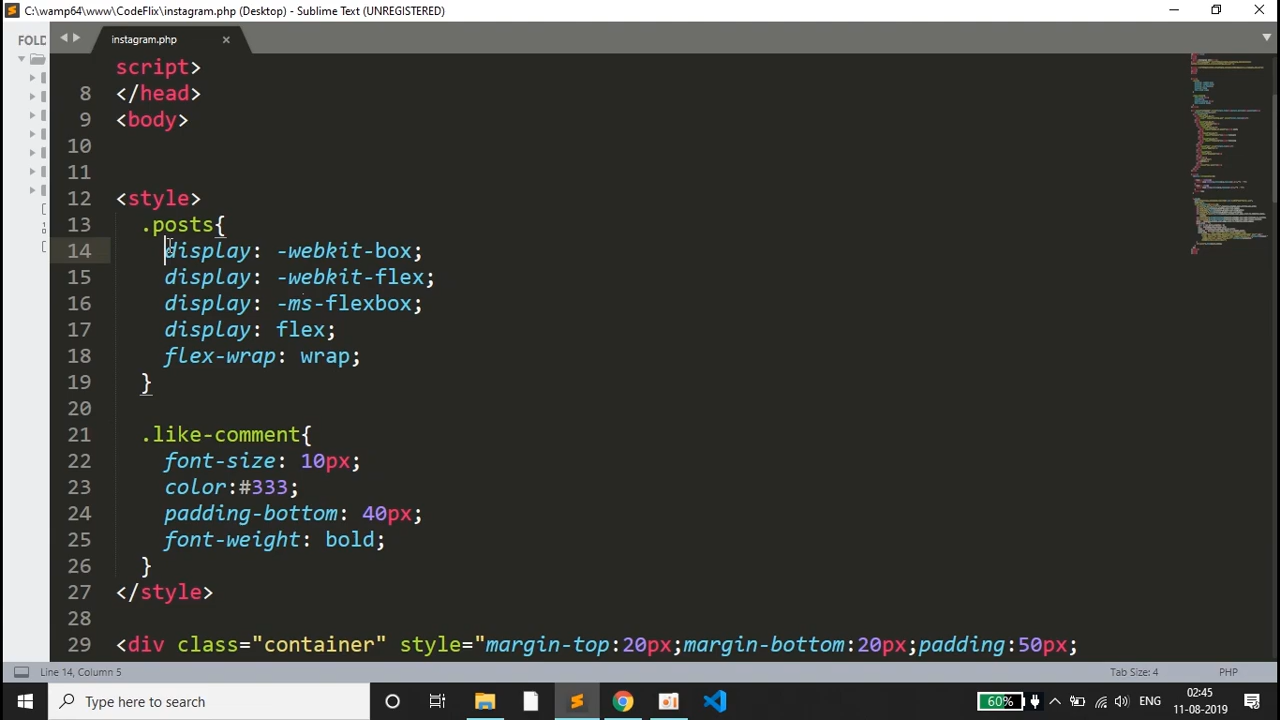 C:\wamp64\www\CodeFlix\instagram.php (Desktop) - Sublime Text (UNREGISTERED)
FOLD
instagram.php
script>
8 </head>
9 <body>
10
11
12 <style>
13 .posts{
14 display: -webkit-box;
15 display: -webkit-flex;
16 display: -ms-flexbox;
17 display: flex;
18 flex-wrap: wrap;
19 }
20
21 .like-comment{
22 font-size: 10px;
23 color:#333;
24 padding-bottom: 40px;
25 font-weight: bold;
26 }
27 </style>
28
29 <div class="container" style="margin-top:20px;margin-bottom:20px;padding:50px;
Line 14, Column 5
Tab Size: 4
PHP
Type here to search
60%
ENG
02:45
11-08-2019